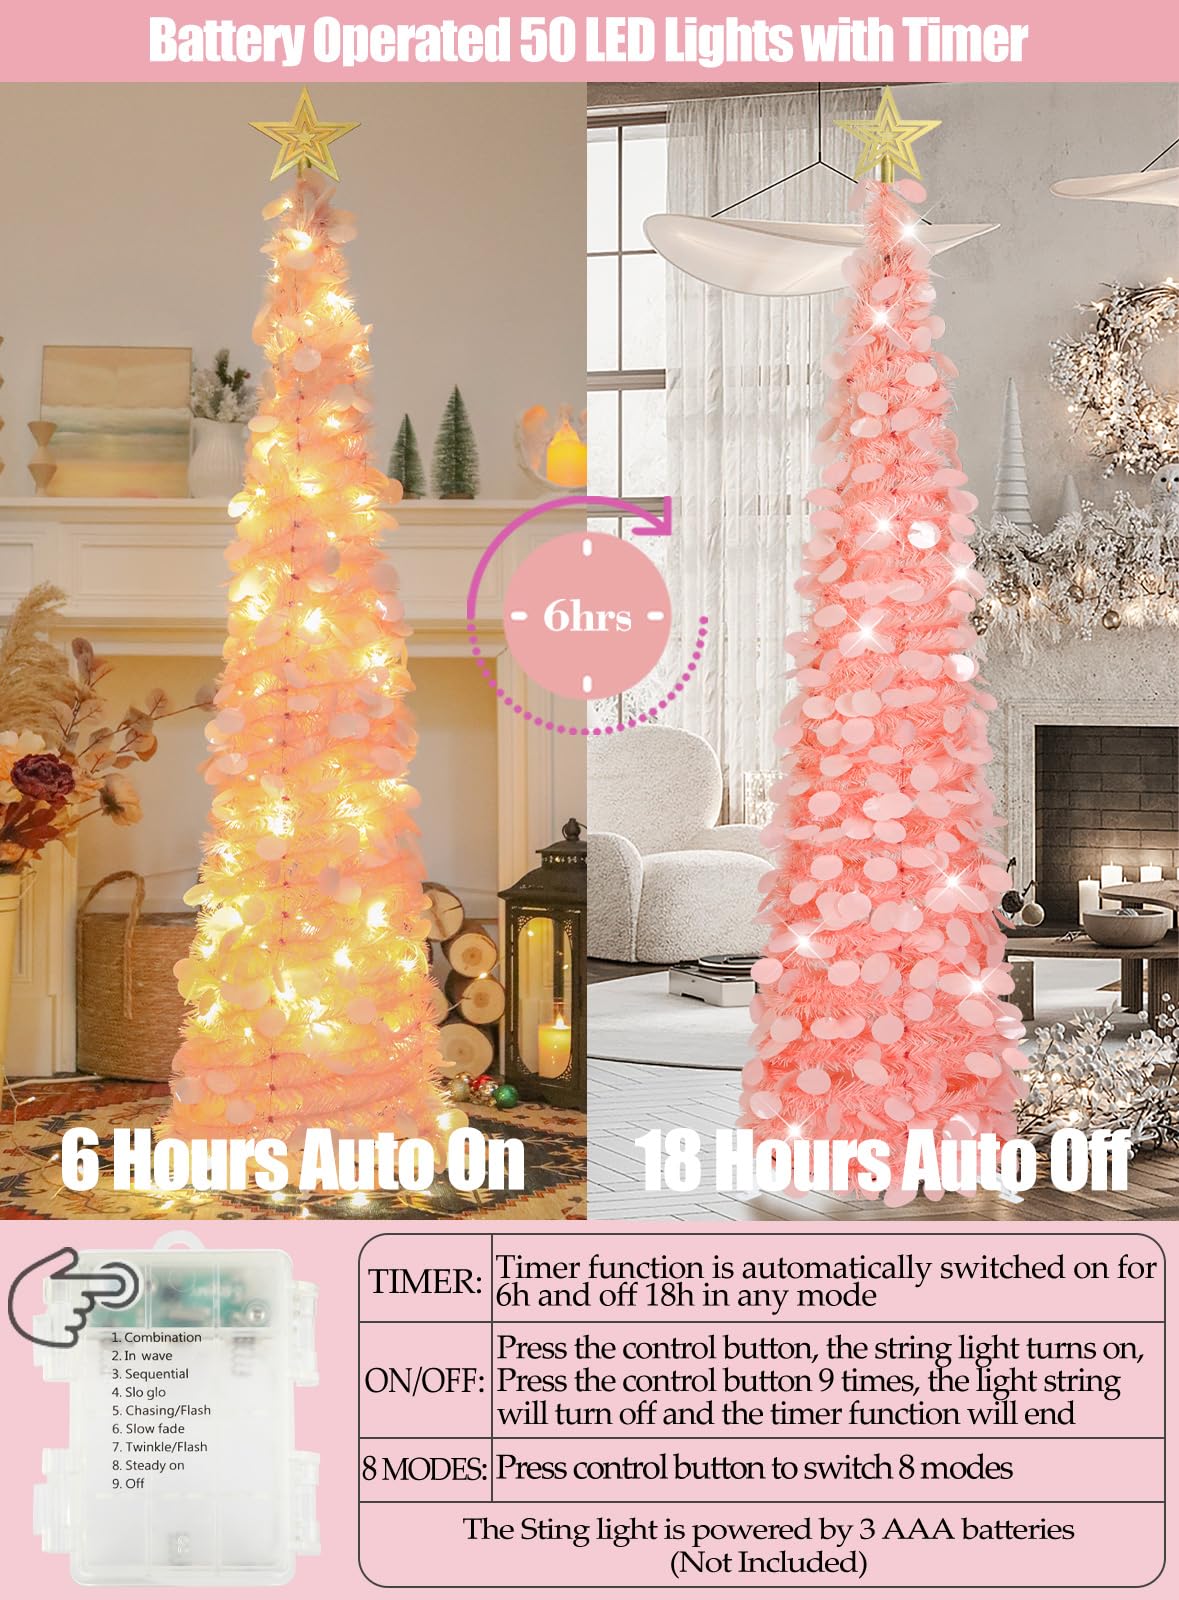 Battery Operated 50 LED Lights with Timer
6hrs
6 Hours Auto On
18 Hours Auto Off
1. Combination
2. In wave
3. Sequential
4. Slo glo
5. Chasing/Flash
6. Slow fade
7. Twinkle/Flash
8. Steady on
9. Off
TIMER:
Timer function is automatically switched on for
6h and off 18h in any mode
ON/OFF:
Press the control button, the string light turns on,
Press the control button 9 times, the light string
will turn off and the timer function will end
8 MODES:
Press control button to switch 8 modes
The Sting light is powered by 3 AAA batteries
(Not Included)